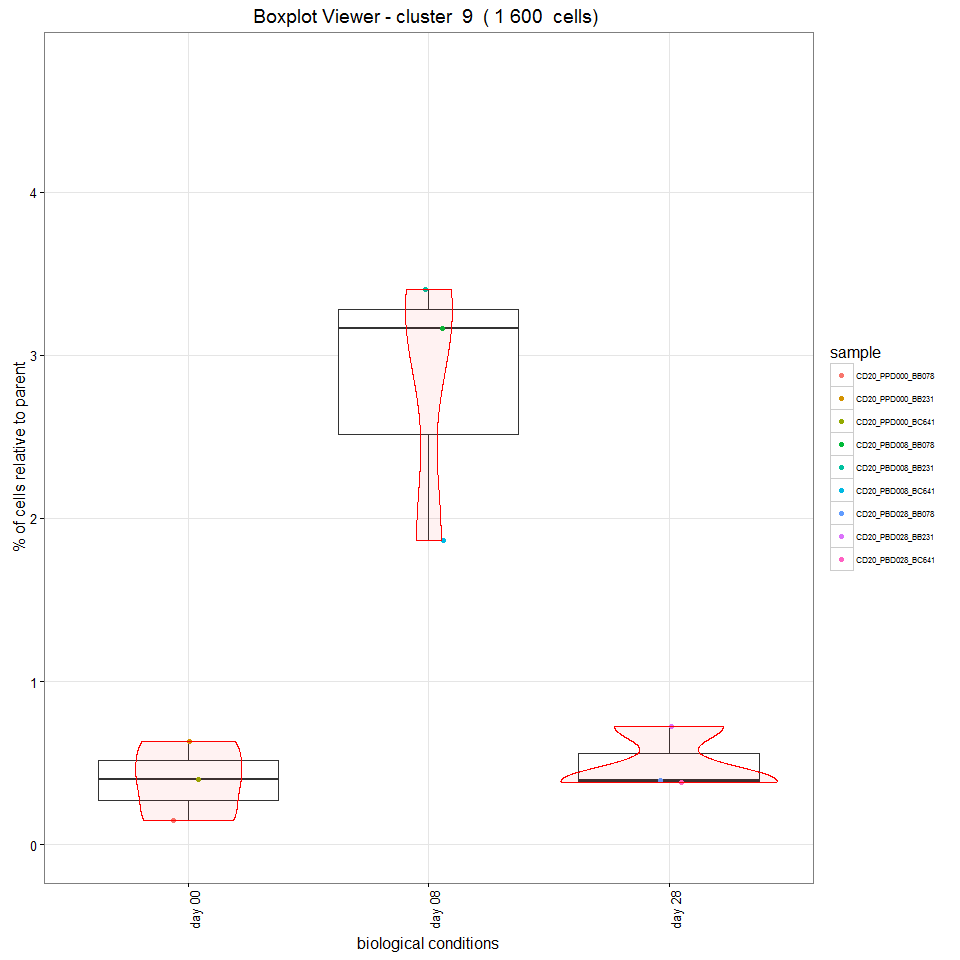 Boxplot Viewer - cluster 9 ( 1 600 cells)
% of cells relative to parent
4
3
2
1
0
day 00
day 08
day 28
biological conditions
sample
CD20_PPD000_BB078
CD20_PPD000_BB231
CD20_PPD000_BC641
CD20_PBD008_BB078
CD20_PBD008_BB231
CD20_PBD008_BC641
CD20_PBD028_BB078
CD20_PBD028_BB231
CD20_PBD028_BC641